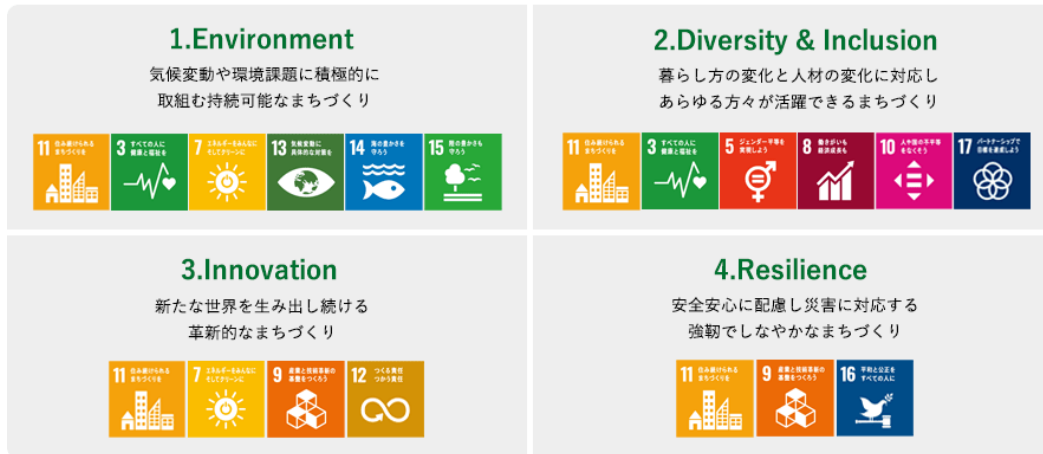 1.Environment
気候変動や環境課題に積極的に
取組む持続可能なまちづくり
11 住み続けられる
まちづくりを
3 すべての人に
健康と福祉を
7 エネルギーをみんなに
そしてクリーンに
13 気候変動に
具体的な対策を
14 海の豊かさを
守ろう
15 陸の豊かさも
守ろう
2.Diversity & Inclusion
暮らし方の変化と人材の変化に対応し
あらゆる方々が活躍できるまちづくり
11 住み続けられる
まちづくりを
3 すべての人に
健康と福祉を
5 ジェンダー平等を
実現しよう
8 働きがいも
経済成長も
10 人や国の不平等
をなくそう
17 パートナーシップで
目標を達成しよう
3.Innovation
新たな世界を生み出し続ける
革新的なまちづくり
11 住み続けられる
まちづくりを
7 エネルギーをみんなに
そしてクリーンに
9 産業と技術革新の
基盤をつくろう
12 つくる責任
つかう責任
4.Resilience
安全安心に配慮し災害に対応する
強靭でしなやかなまちづくり
11 住み続けられる
まちづくりを
9 産業と技術革新の
基盤をつくろう
16 平和と公正を
すべての人に